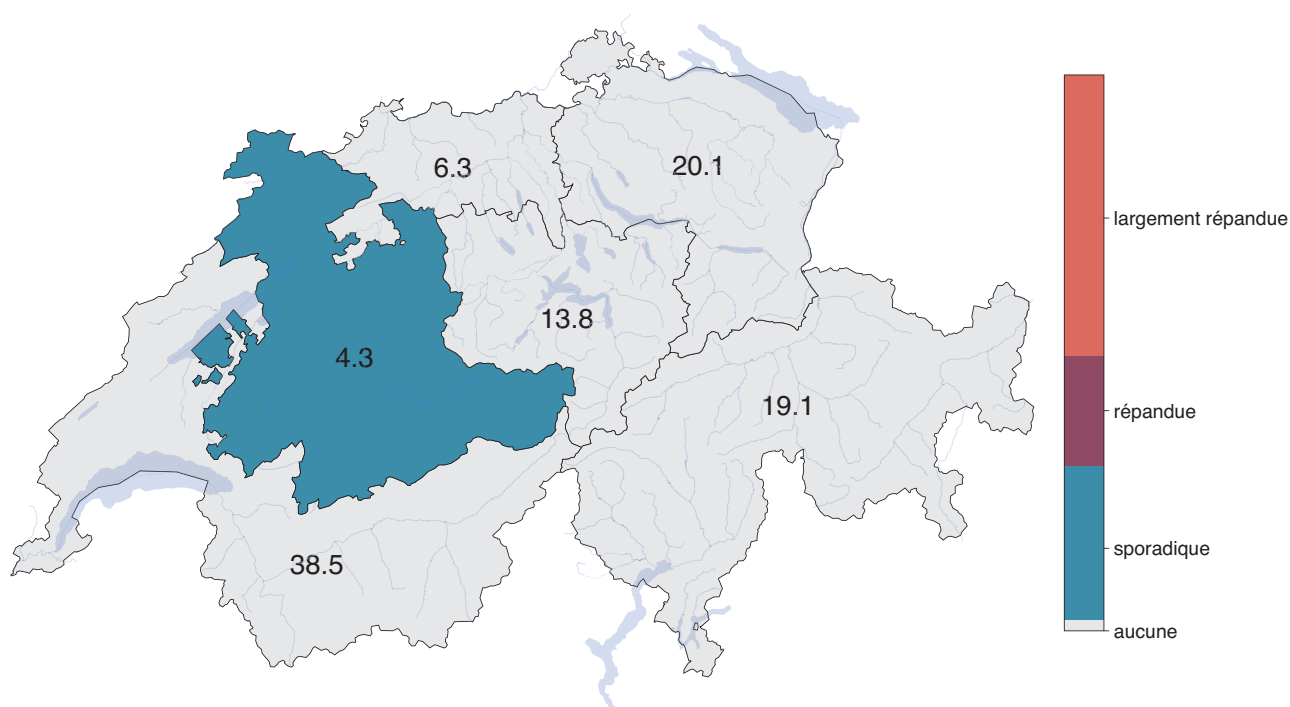 6.3
20.1
13.8
4.3
19.1
38.5
largement répandue
répandue
sporadique
aucune